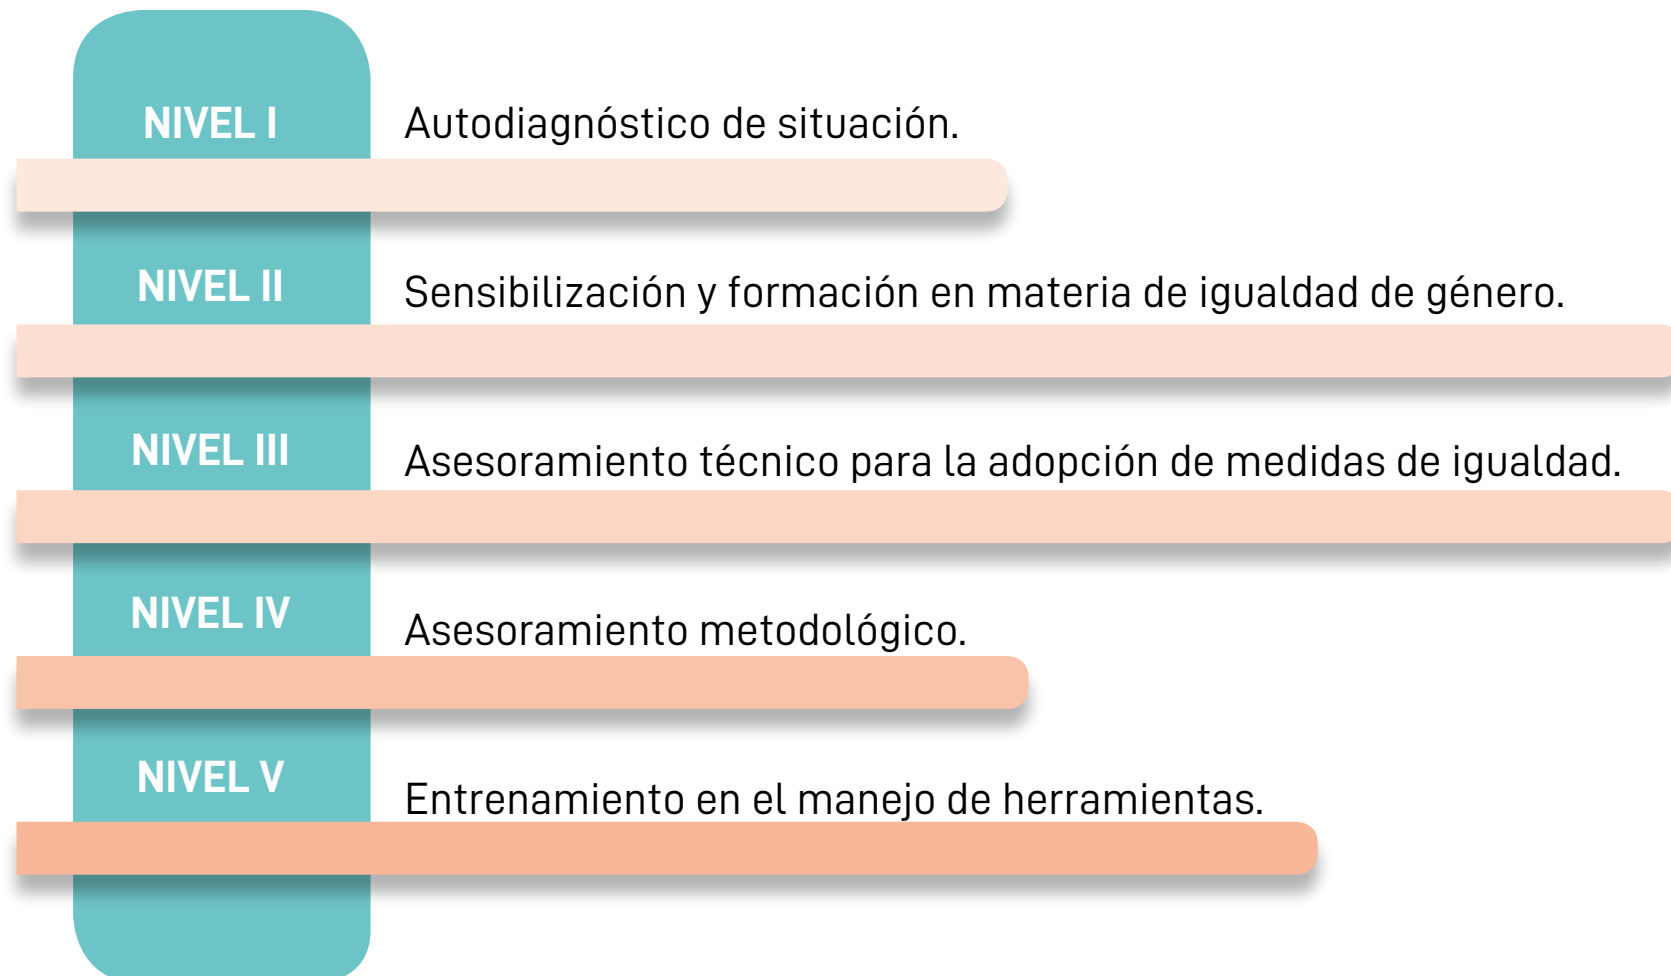 NIVEL I
Autodiagnóstico de situación.
NIVEL II
Sensibilización y formación en materia de igualdad de género.
NIVEL III
Asesoramiento técnico para la adopción de medidas de igualdad.
NIVEL IV
Asesoramiento metodológico.
NIVEL V
Entrenamiento en el manejo de herramientas.